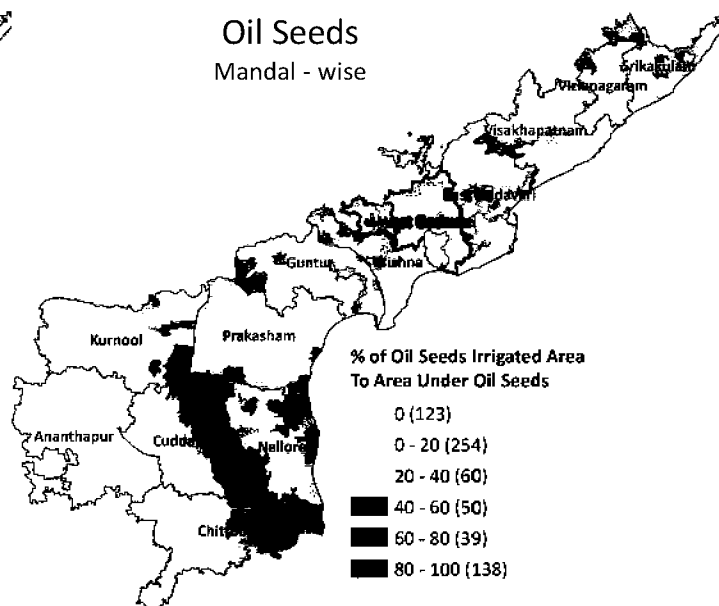 Oil Seeds
Mandal - wise
Srikakulam
Vizianagaram
Visakhapatnam
Guntur
Krishna
Kurnool
Prakasham
% of Oil Seeds Irrigated Area
To Area Under Oil Seeds
0 (123)
0 - 20 (254)
20 - 40 (60)
40 - 60 (50)
60 - 80 (39)
80 - 100 (138)
Ananthapur
Cudda
Nellore
Chitt